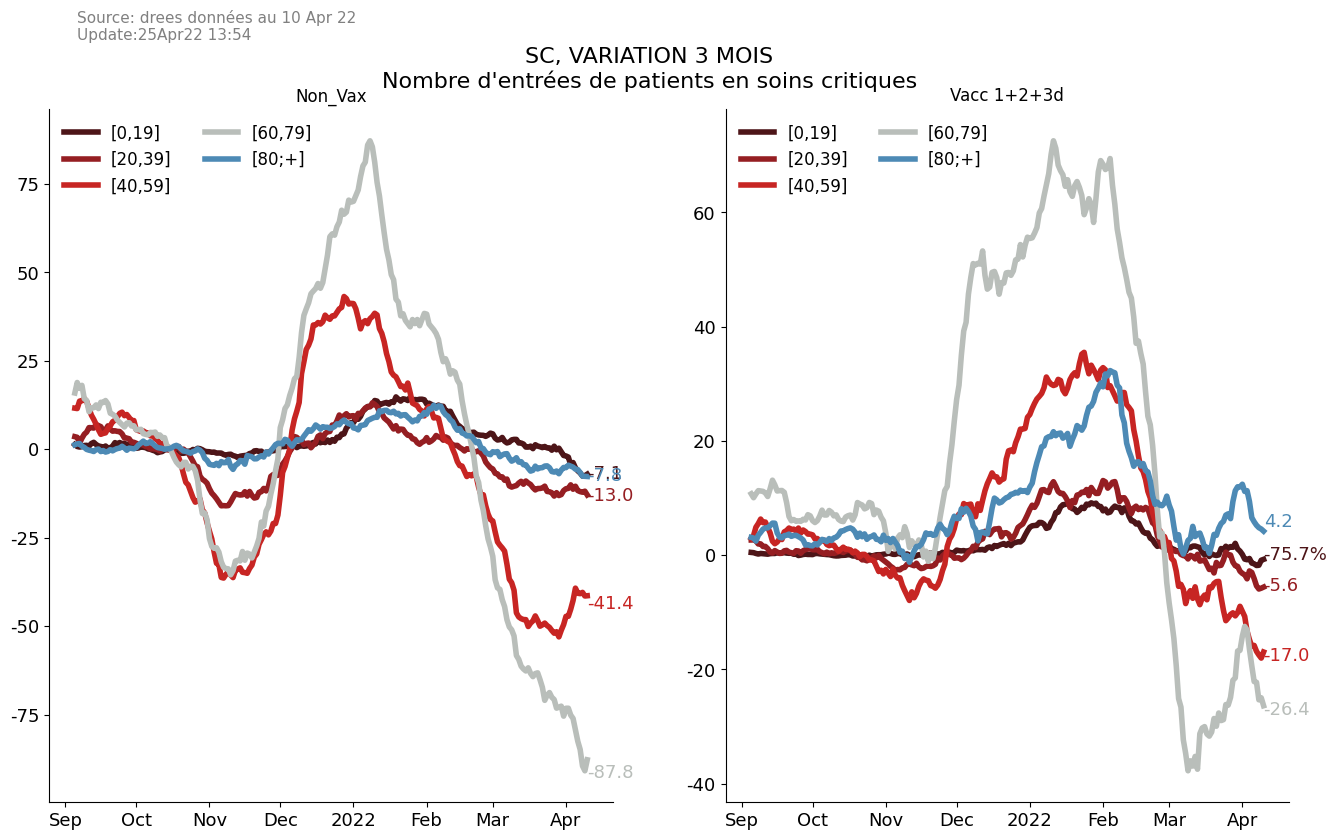 Source: drees données au 10 Apr 22
Update:25Apr22 13:54
SC, VARIATION 3 MOIS
Nombre d'entrées de patients en soins critiques
Non_Vax
[0,19]
[20,39]
[40,59]
[60,79]
[80;+]
75
50
25
0
-25
-50
-75
-7.1
-13.0
-41.4
-87.8
Sep
Oct
Nov
Dec
2022
Feb
Mar
Apr
Vacc 1+2+3d
[0,19]
[20,39]
[40,59]
[60,79]
[80;+]
60
40
20
0
-20
-40
4.2
-75.7%
-5.6
-17.0
-26.4
Sep
Oct
Nov
Dec
2022
Feb
Mar
Apr